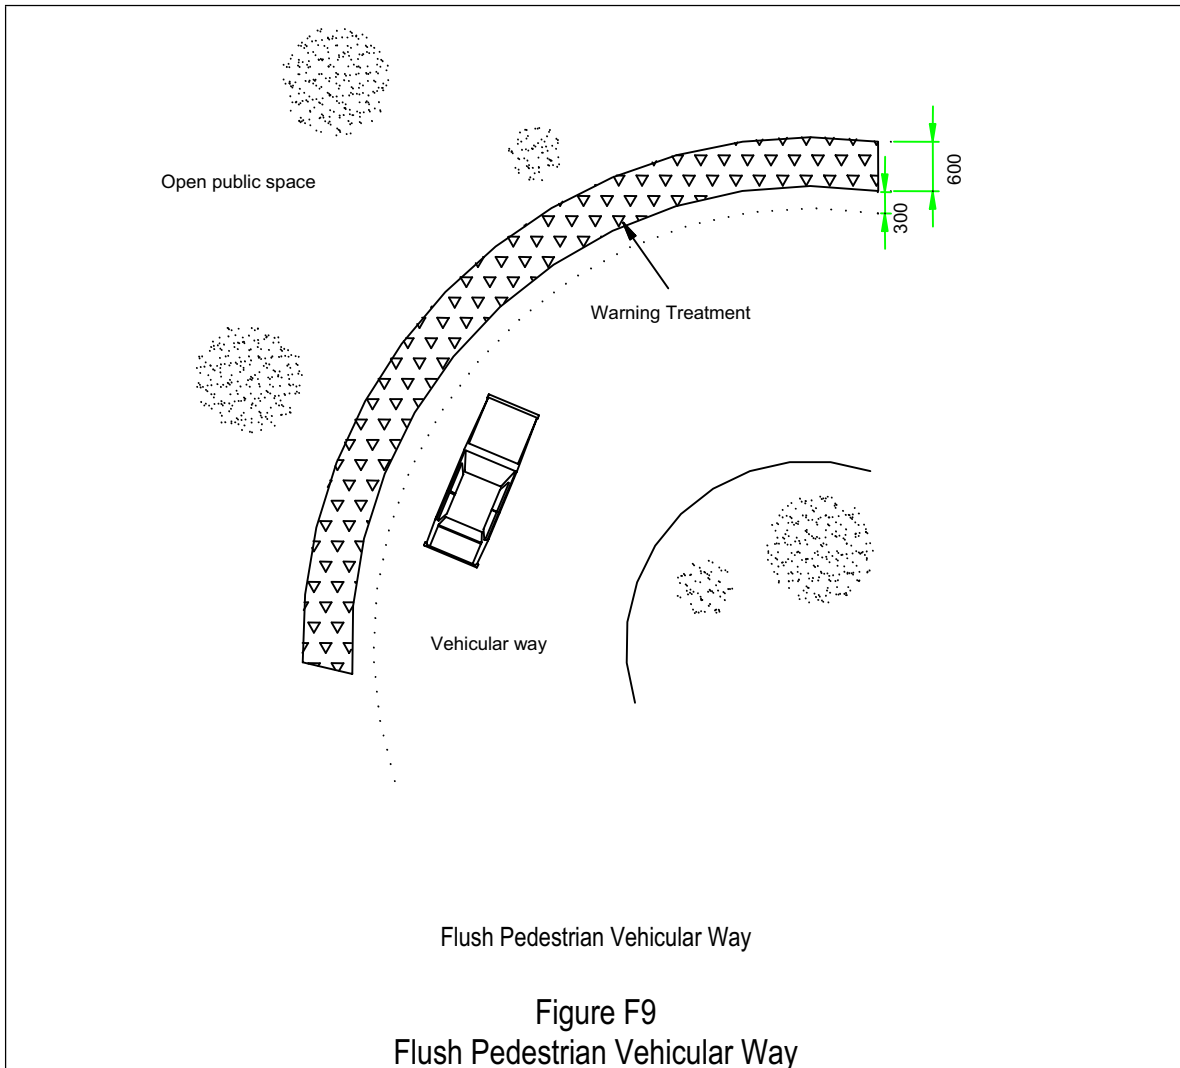 Open public space
600
300
Warning Treatment
Vehicular way
Flush Pedestrian Vehicular Way
Figure F9
Flush Pedestrian Vehicular Way